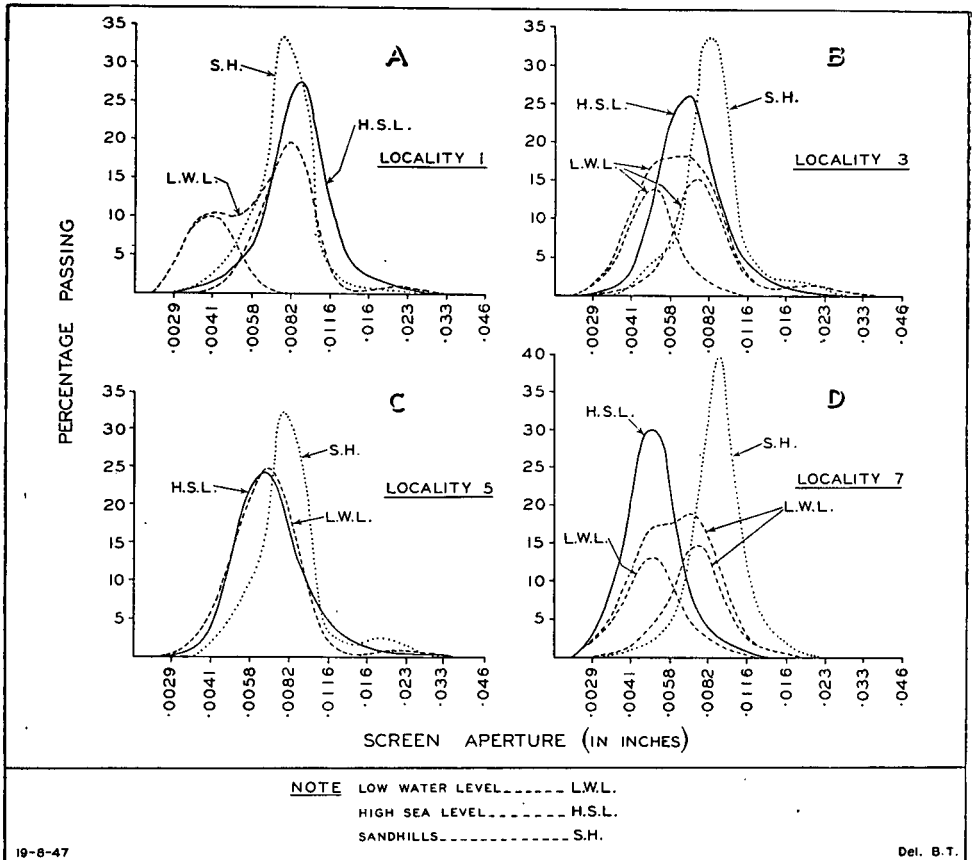 PERCENTAGE PASSING
35
30
25
20
15
10
5
A
S.H.
H.S.L.
L.W.L.
LOCALITY 1
·0029 ·0041 ·0058 ·0082 ·0116 ·016 ·023 ·033 ·046
35
30
25
20
15
10
5
B
H.S.L.
S.H.
L.W.L.
LOCALITY 3
·0029 ·0041 ·0058 ·0082 ·0116 ·016 ·023 ·033 ·046
35
30
25
20
15
10
5
C
S.H.
H.S.L.
LOCALITY 5
L.W.L.
·0029 ·0041 ·0058 ·0082 ·0116 ·016 ·023 ·033 ·046
40
35
30
25
20
15
10
5
D
H.S.L.
S.H.
LOCALITY 7
L.W.L.
L.W.L.
·0029 ·0041 ·0058 ·0082 ·0116 ·016 ·023 ·033 ·046
SCREEN APERTURE (IN INCHES)
NOTE LOW WATER LEVEL______ L.W.L.
HIGH SEA LEVEL_______ H.S.L.
SANDHILLS___________ S.H.
19-8-47
Del. B.T.